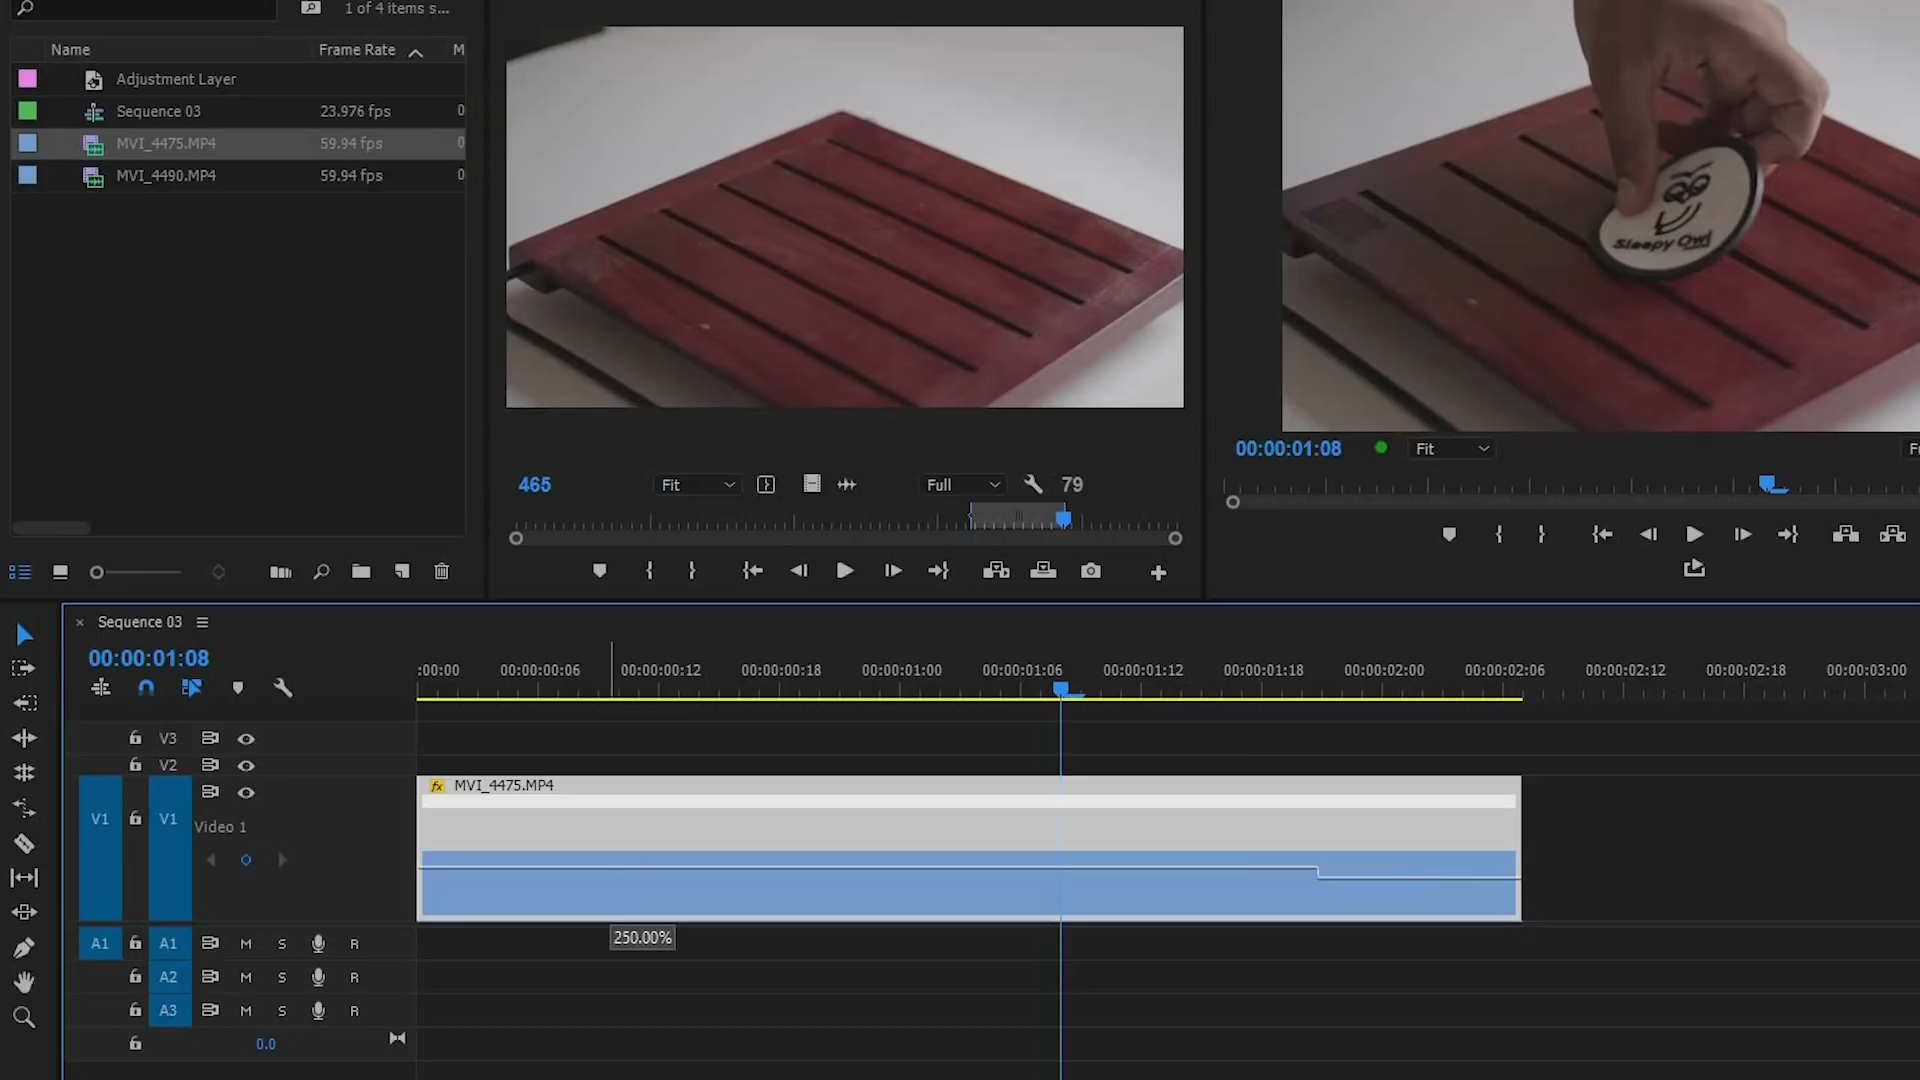 1 of 4 items s...
Name Frame Rate M
Adjustment Layer
Sequence 03 23.976 fps 0
MVI_4475.MP4 59.94 fps 0
MVI_4490.MP4 59.94 fps 0
Sleepy Owl
465 Fit Full 79
00:00:01:08 Fit
Sequence 03
00:00:01:08
:00:00 00:00:00:06 00:00:00:12 00:00:00:18 00:00:01:00 00:00:01:06 00:00:01:12 00:00:01:18 00:00:02:00 00:00:02:06 00:00:02:12 00:00:02:18 00:00:03:00
V3
V2
fx MVI_4475.MP4
V1 V1
Video 1
250.00%
A1 A1 M S R
A2 M S R
A3 M S R
0.0